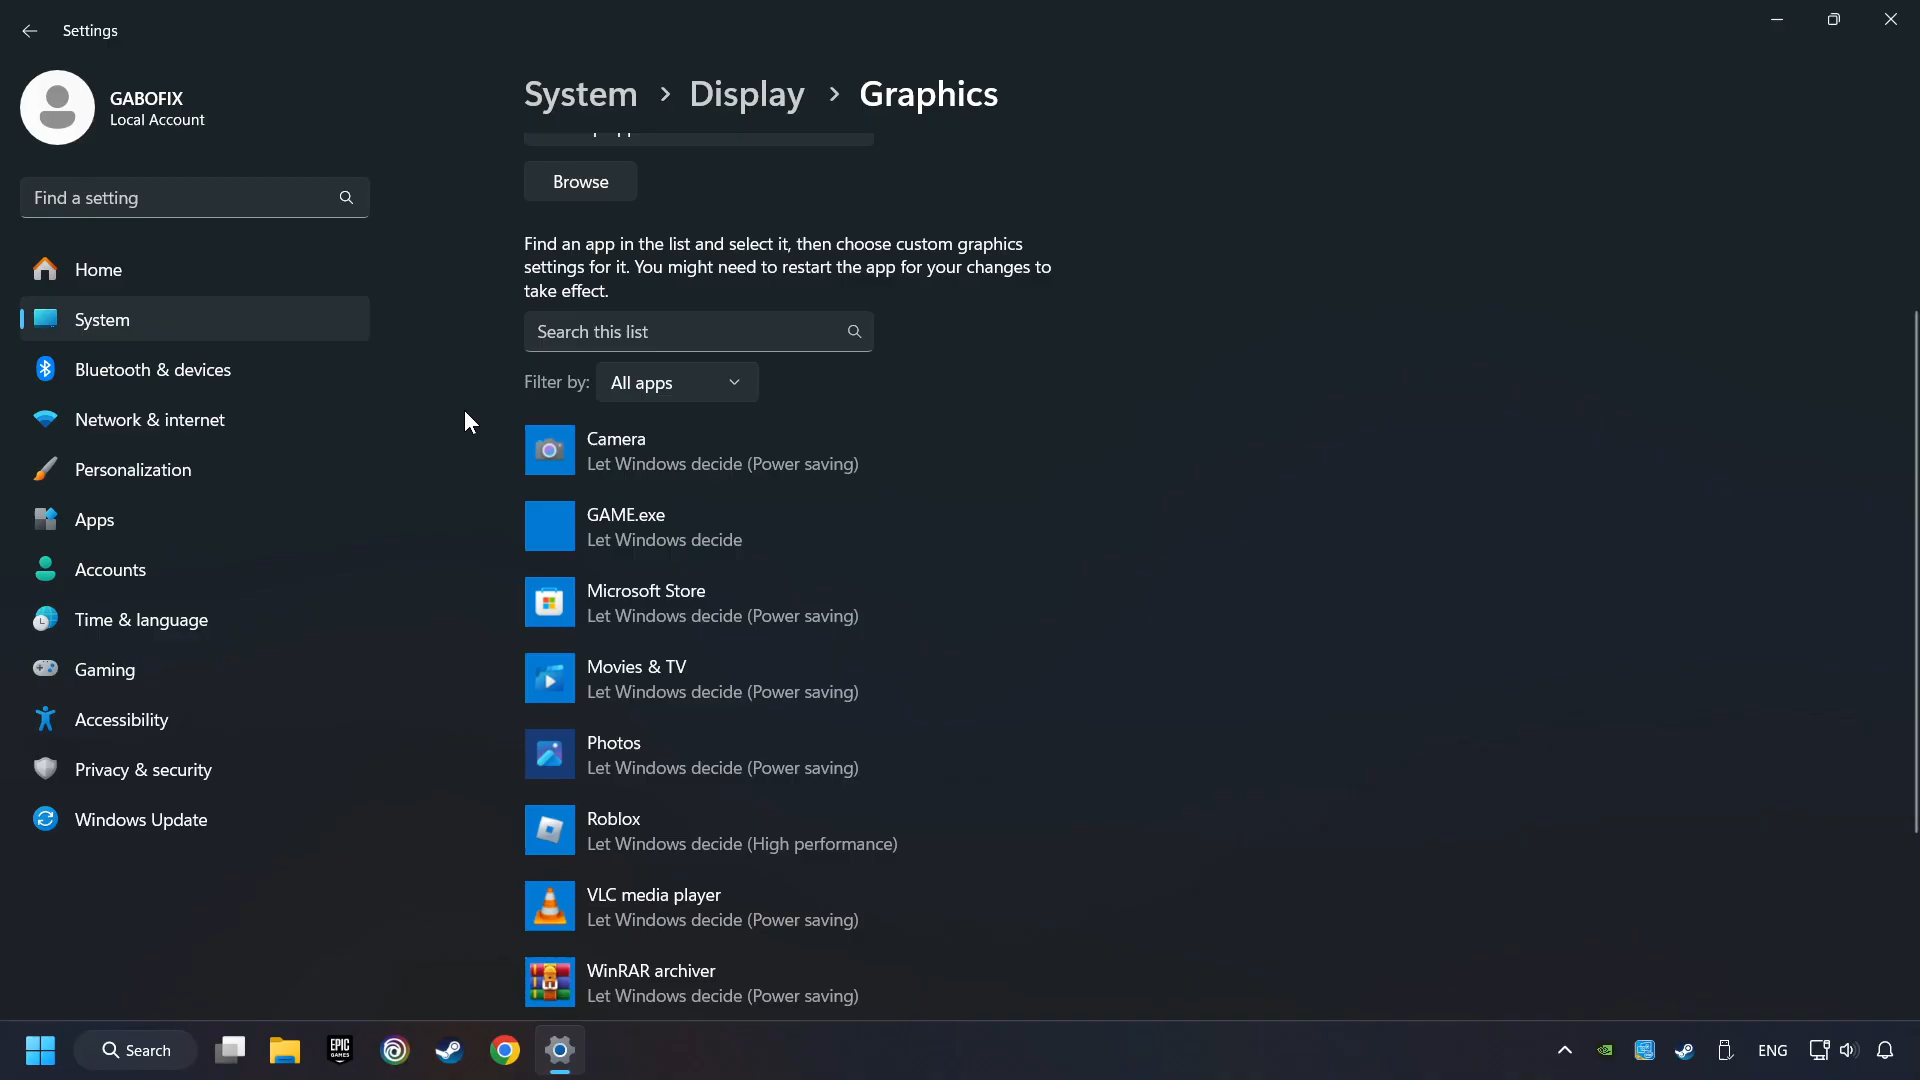 Settings
GABOFIX
Local Account
Find a setting
Home
System
Bluetooth & devices
Network & internet
Personalization
Apps
Accounts
Time & language
Gaming
Accessibility
Privacy & security
Windows Update
System > Display > Graphics
Browse
Find an app in the list and select it, then choose custom graphics
settings for it. You might need to restart the app for your changes to
take effect.
Search this list
Filter by: All apps
Camera
Let Windows decide (Power saving)
GAME.exe
Let Windows decide
Microsoft Store
Let Windows decide (Power saving)
Movies & TV
Let Windows decide (Power saving)
Photos
Let Windows decide (Power saving)
Roblox
Let Windows decide (High performance)
VLC media player
Let Windows decide (Power saving)
WinRAR archiver
Let Windows decide (Power saving)
Search
EPIC
GAMES
ENG